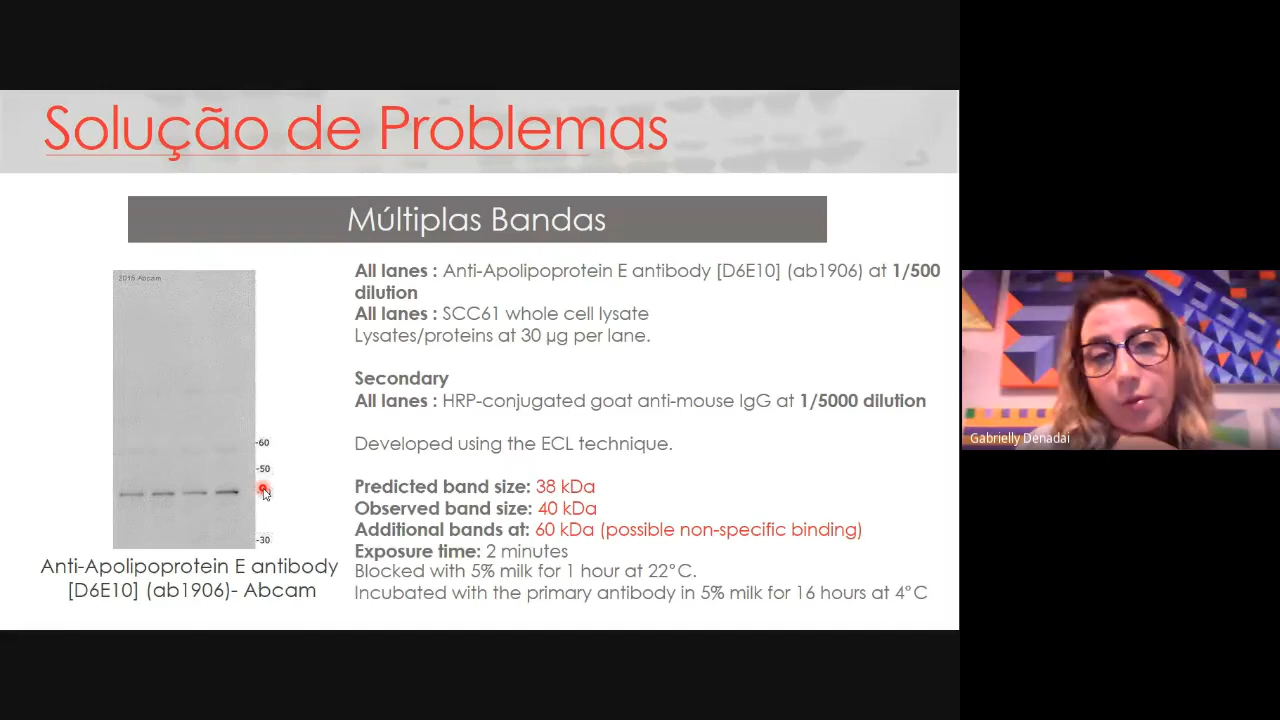 Solução de Problemas
Múltiplas Bandas
2015 Abcam
-60
-50
-30
Anti-Apolipoprotein E antibody
[D6E10] (ab1906)- Abcam
All lanes : Anti-Apolipoprotein E antibody [D6E10] (ab1906) at 1/500
dilution
All lanes : SCC61 whole cell lysate
Lysates/proteins at 30 µg per lane.
Secondary
All lanes : HRP-conjugated goat anti-mouse IgG at 1/5000 dilution
Developed using the ECL technique.
Predicted band size: 38 kDa
Observed band size: 40 kDa
Additional bands at: 60 kDa (possible non-specific binding)
Exposure time: 2 minutes
Blocked with 5% milk for 1 hour at 22°C.
Incubated with the primary antibody in 5% milk for 16 hours at 4°C
Gabrielly Denadai